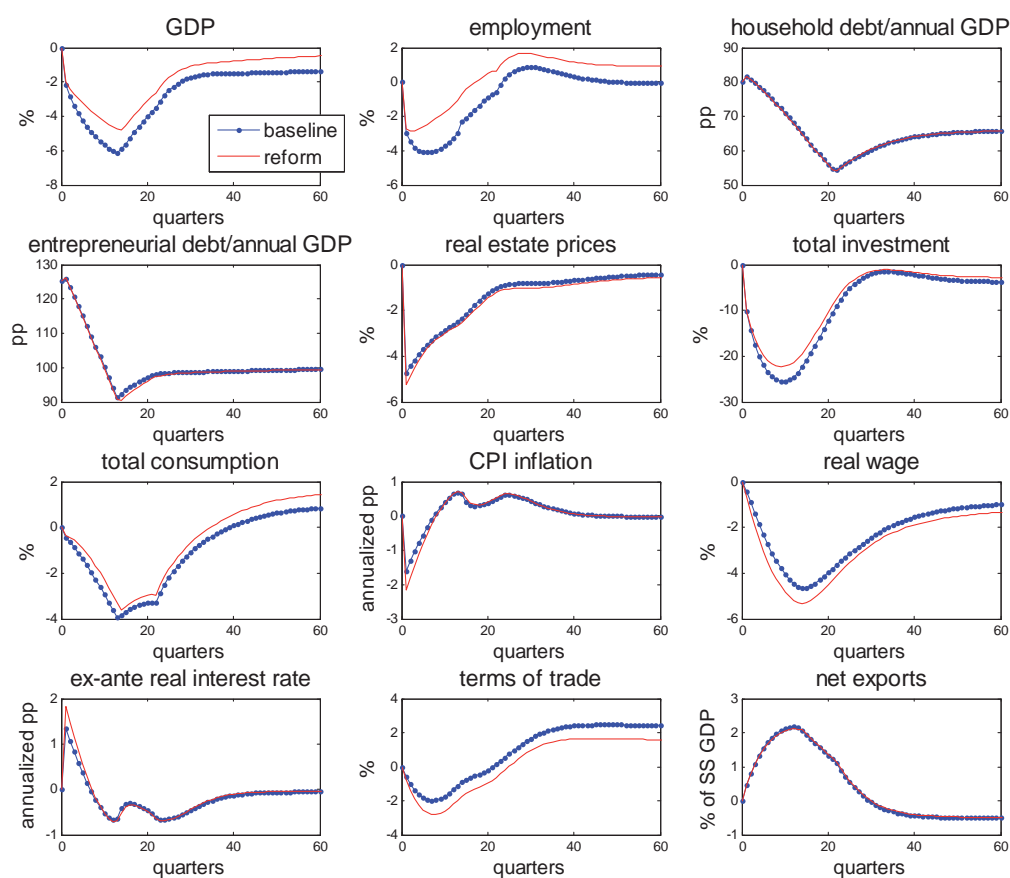 GDP
0
-2
-4
-6
-8
%
0 20 40 60
quarters
baseline
reform
employment
2
0
-2
-4
-6
%
0 20 40 60
quarters
household debt/annual GDP
90
80
70
60
50
pp
0 20 40 60
quarters
entrepreneurial debt/annual GDP
130
120
110
100
90
pp
0 20 40 60
quarters
real estate prices
0
-2
-4
-6
%
0 20 40 60
quarters
total investment
0
-10
-20
-30
%
0 20 40 60
quarters
total consumption
2
0
-2
-4
%
0 20 40 60
quarters
CPI inflation
1
0
1
2
3
annualized pp
0 20 40 60
quarters
real wage
0
-2
-4
-6
%
0 20 40 60
quarters
ex-ante real interest rate
2
1
0
-1
annualized pp
0 20 40 60
quarters
terms of trade
4
2
0
2
4
%
0 20 40 60
quarters
net exports
3
2
1
0
-1
% of SS GDP
0 20 40 60
quarters